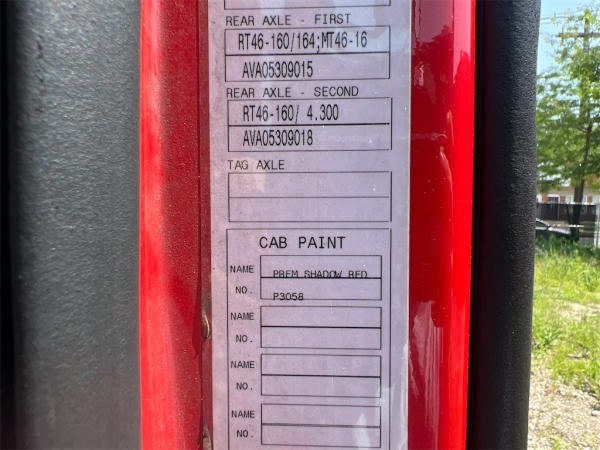 REAR AXLE - FIRST
RT46-160/164;MT46-16
AVA05309015
REAR AXLE - SECOND
RT46-160/ 4.300
AVA05309018
TAG AXLE
CAB PAINT
NAME PREM SHADOW RED
NO. P3058
NAME
NO.
NAME
NO.
NAME
NO.